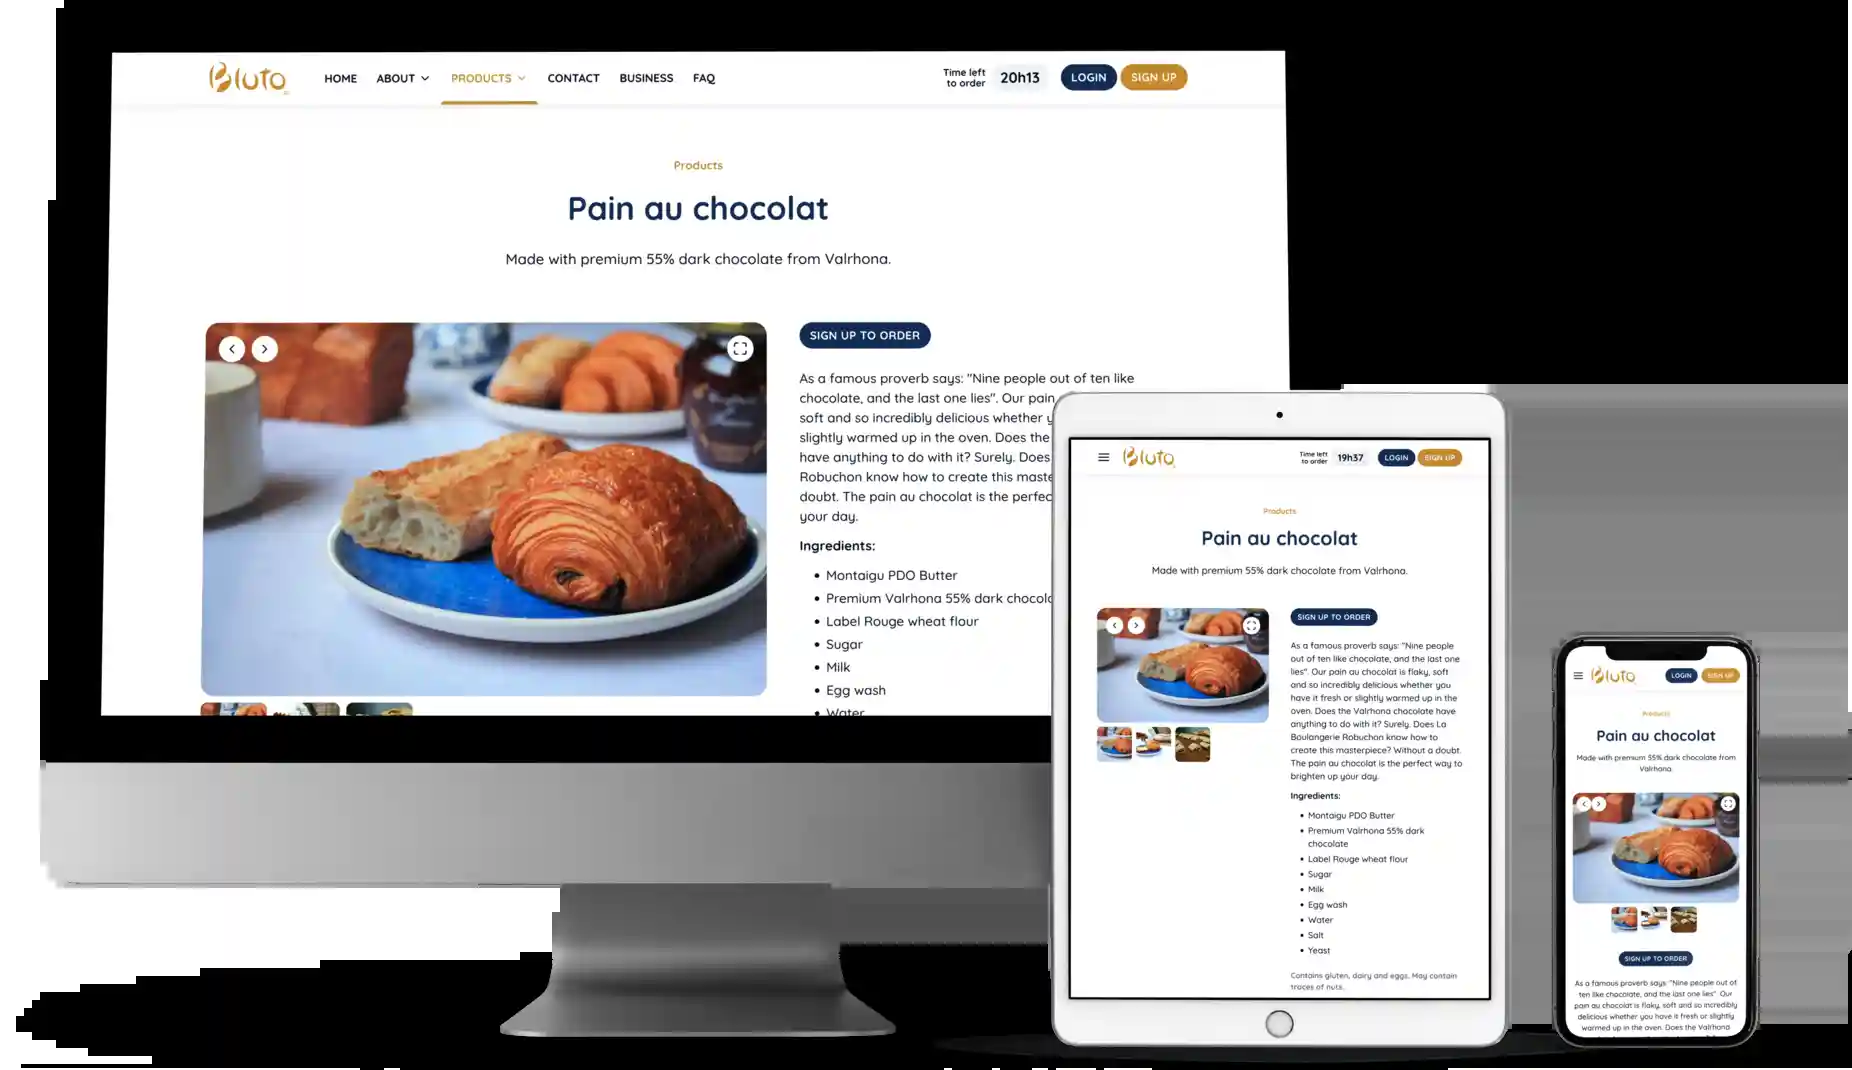 Bluto
HOME
ABOUT
PRODUCTS
CONTACT
BUSINESS
FAQ
Time left
to order
20h13
LOGIN
SIGN UP
Products
Pain au chocolat
Made with premium 55% dark chocolate from Valrhona.
SIGN UP TO ORDER
As a famous proverb says: "Nine people out of ten like
chocolate, and the last one lies". Our pain
soft and so incredibly delicious whether y
slightly warmed up in the oven. Does the
have anything to do with it? Surely. Does
Robuchon know how to create this maste
doubt. The pain au chocolat is the perfec
your day.
Ingredients:
• Montaigu PDO Butter
• Premium Valrhona 55% dark chocola
• Label Rouge wheat flour
• Sugar
• Milk
• Egg wash
• Water
Bluto
Time left
to order
19h37
LOGIN
SIGN UP
Products
Pain au chocolat
Made with premium 55% dark chocolate from Valrhona.
SIGN UP TO ORDER
As a famous proverb says: "Nine people
out of ten like chocolate, and the last one
lies". Our pain au chocolat is flaky, soft
and so incredibly delicious whether you
have it fresh or slightly warmed up in the
oven. Does the Valrhona chocolate have
anything to do with it? Surely. Does La
Boulangerie Robuchon know how to
create this masterpiece? Without a doubt.
The pain au chocolat is the perfect way to
brighten up your day.
Ingredients:
• Montaigu PDO Butter
• Premium Valrhona 55% dark
chocolate
• Label Rouge wheat flour
• Sugar
• Milk
• Egg wash
• Water
• Salt
• Yeast
Contains gluten, dairy and eggs. May contain
traces of nuts.
Bluto
LOGIN
SIGN UP
Products
Pain au chocolat
Made with premium 55% dark chocolate from
Valrhona.
SIGN UP TO ORDER
As a famous proverb says: "Nine people out of
ten like chocolate, and the last one lies". Our
pain au chocolat is flaky, soft and so incredibly
delicious whether you have it fresh or slightly
warmed up in the oven. Does the Valrhona